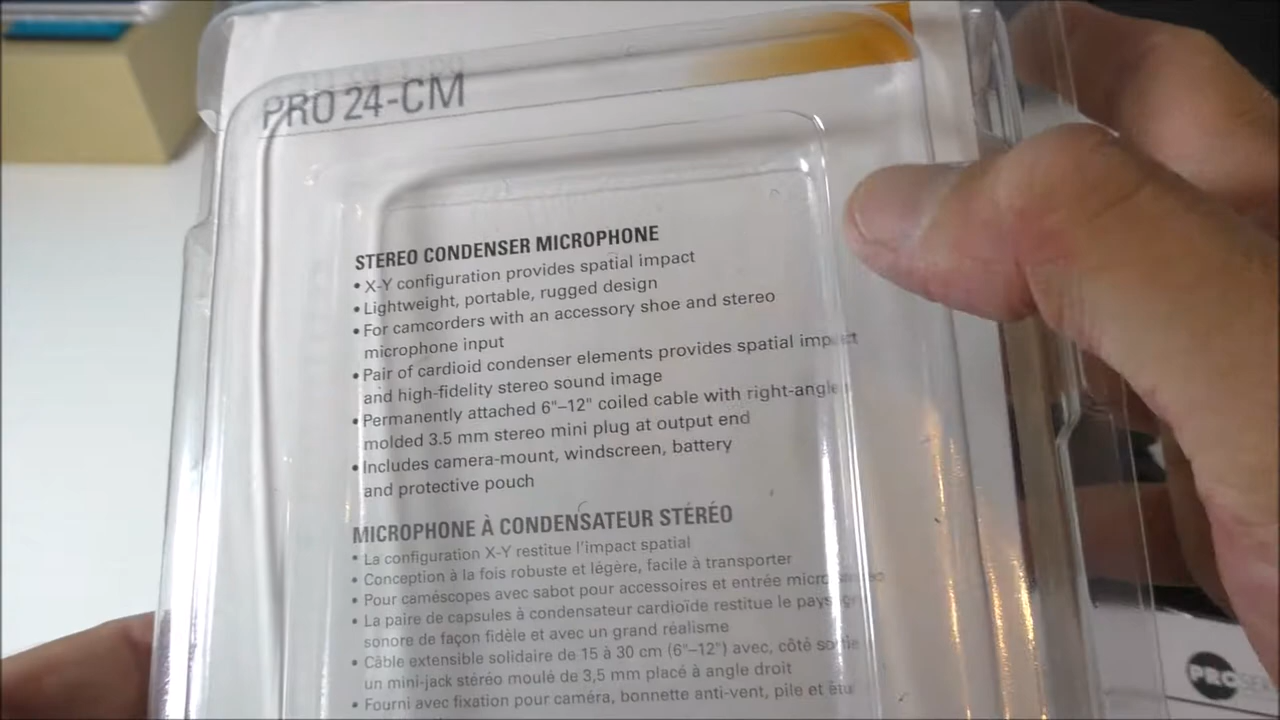 PRO 24-CM
STEREO CONDENSER MICROPHONE
• X-Y configuration provides spatial impact
• Lightweight, portable, rugged design
• For camcorders with an accessory shoe and stereo
microphone input
• Pair of cardioid condenser elements provides spatial impact
and high-fidelity stereo sound image
• Permanently attached 6"–12" coiled cable with right-angle
molded 3.5 mm stereo mini plug at output end
• Includes camera-mount, windscreen, battery
and protective pouch
MICROPHONE À CONDENSATEUR STÉRÉO
• La configuration X-Y restitue l'impact spatial
• Conception à la fois robuste et légère, facile à transporter
• Pour caméscopes avec sabot pour accessoires et entrée micro stéréo
• La paire de capsules à condensateur cardioïde restitue le paysage
sonore de façon fidèle et avec un grand réalisme
• Câble extensible solidaire de 15 à 30 cm (6"–12") avec, côté sortie
un mini-jack stéréo moulé de 3,5 mm placé à angle droit
• Fourni avec fixation pour caméra, bonnette anti-vent, pile et étui
PRO